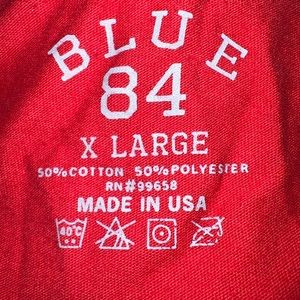 BLUE
84
X LARGE
50%COTTON 50%POLYESTER
RN#99658
MADE IN USA
40°C